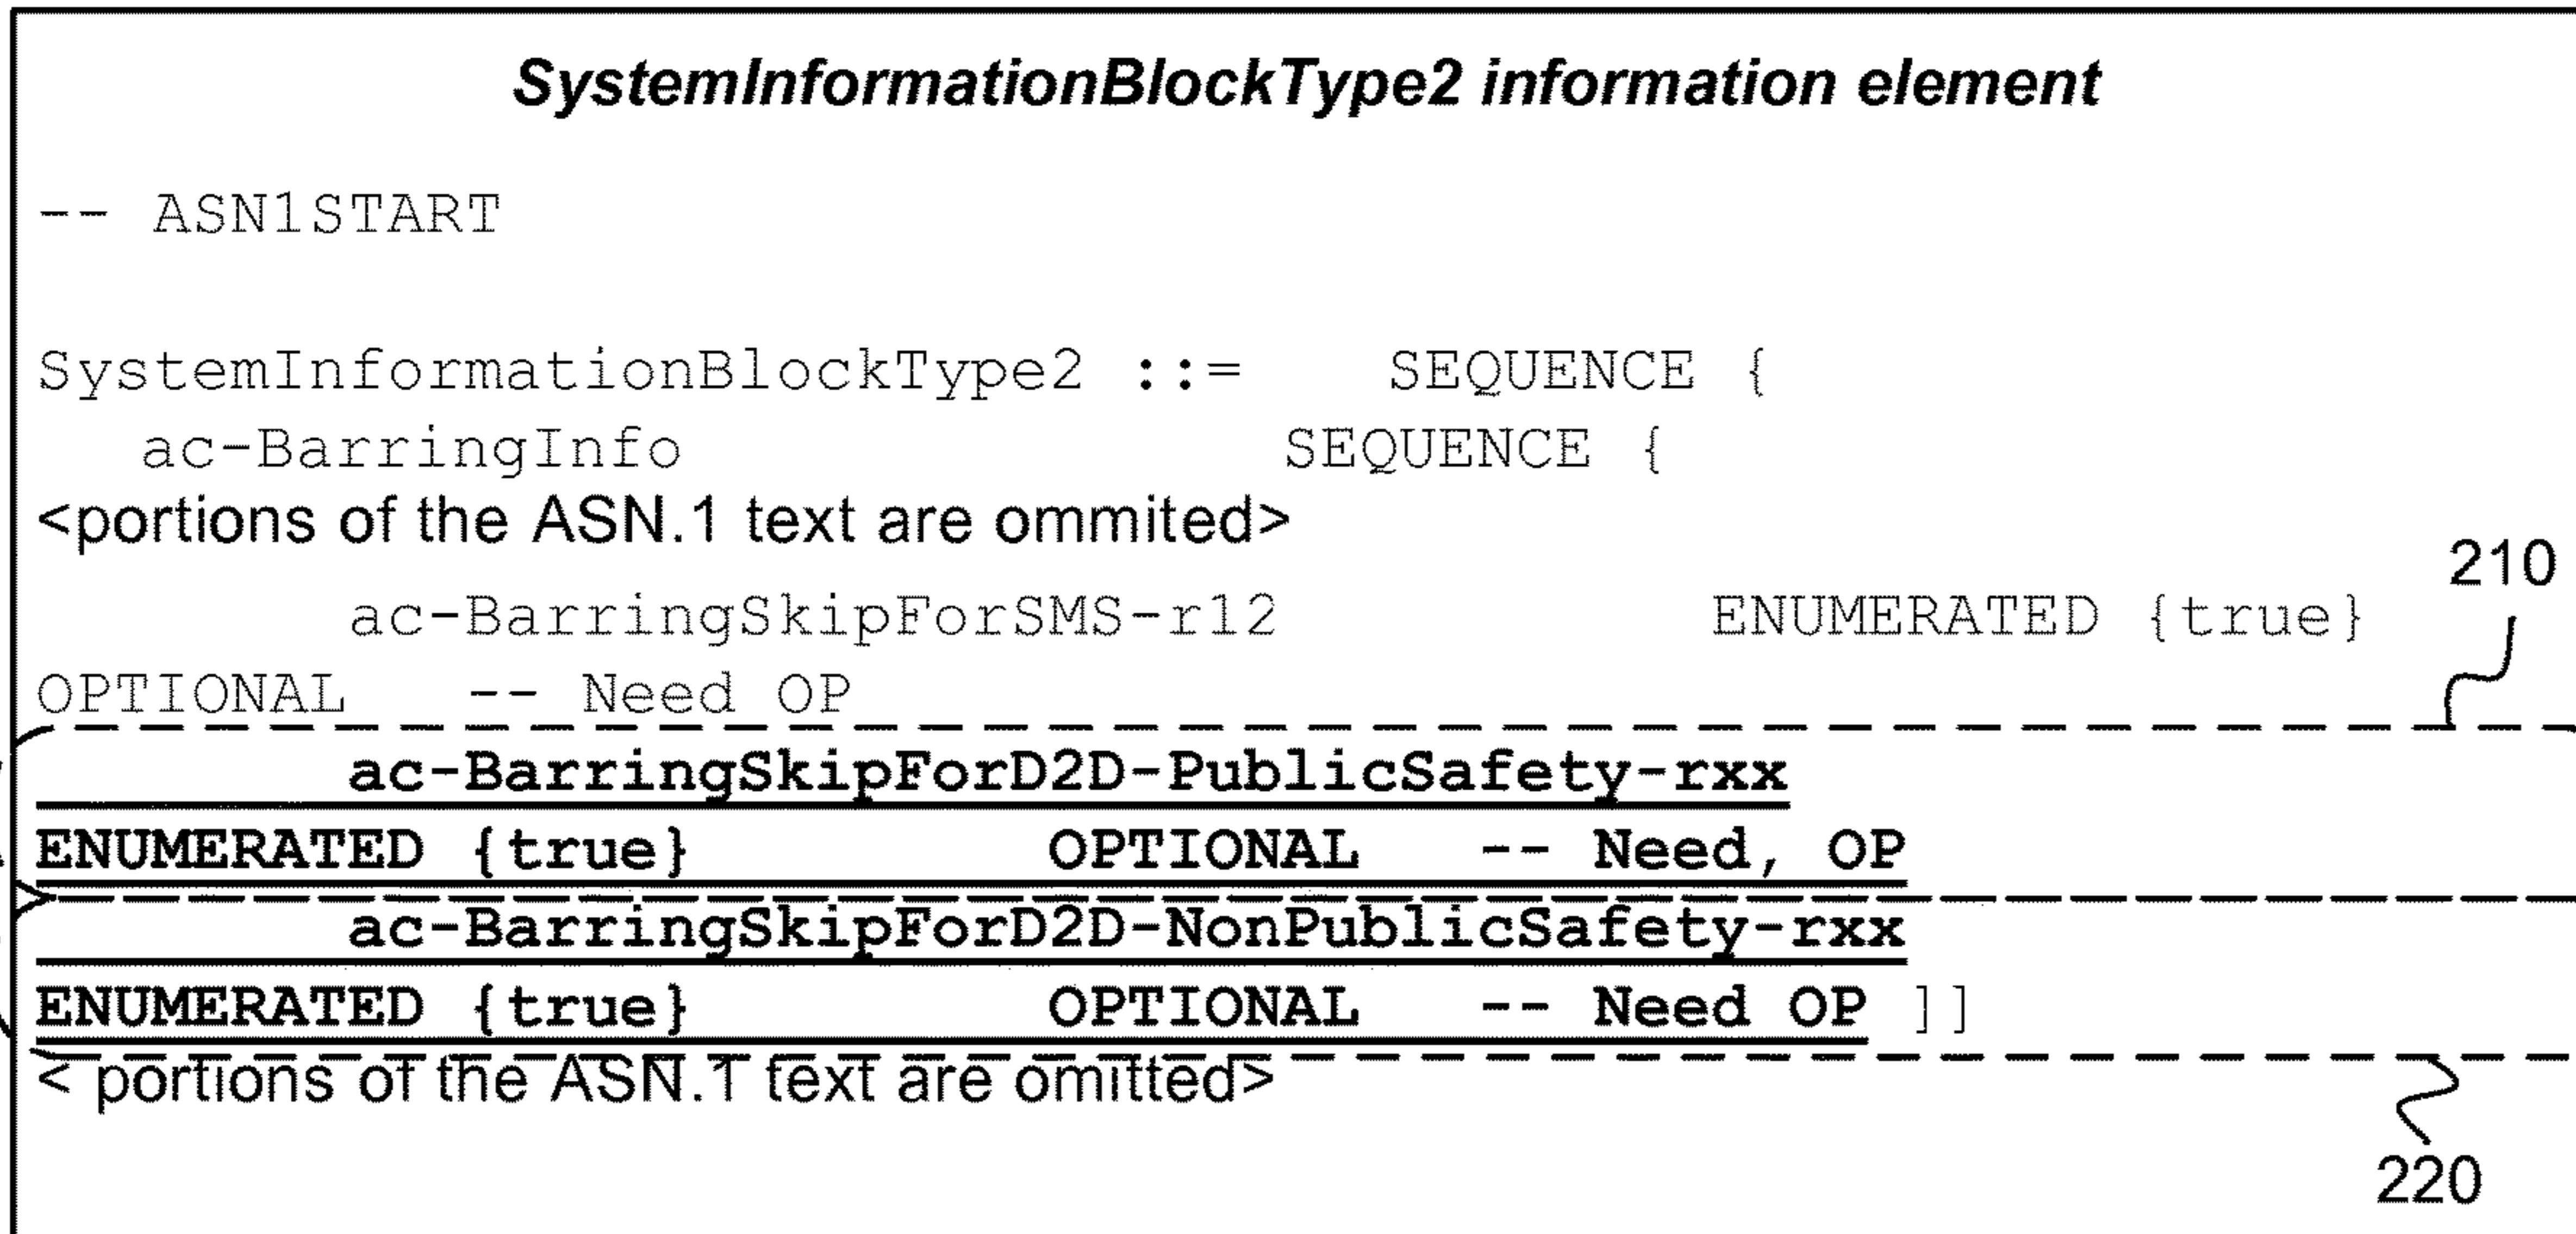 SystemInformationBlockType2 information element
-- ASN1START
SystemInformationBlockType2 ::= SEQUENCE {
ac-BarringInfo SEQUENCE {
<portions of the ASN.1 text are ommited>
210
ac-BarringSkipForSMS-r12 ENUMERATED {true}
OPTIONAL -- Need OP
ac-BarringSkipForD2D-PublicSafety-rxx
ENUMERATED {true} OPTIONAL -- Need, OP
ac-BarringSkipForD2D-NonPublicSafety-rxx
ENUMERATED {true} OPTIONAL -- Need OP ]]
< portions of the ASN.1 text are omitted>
220